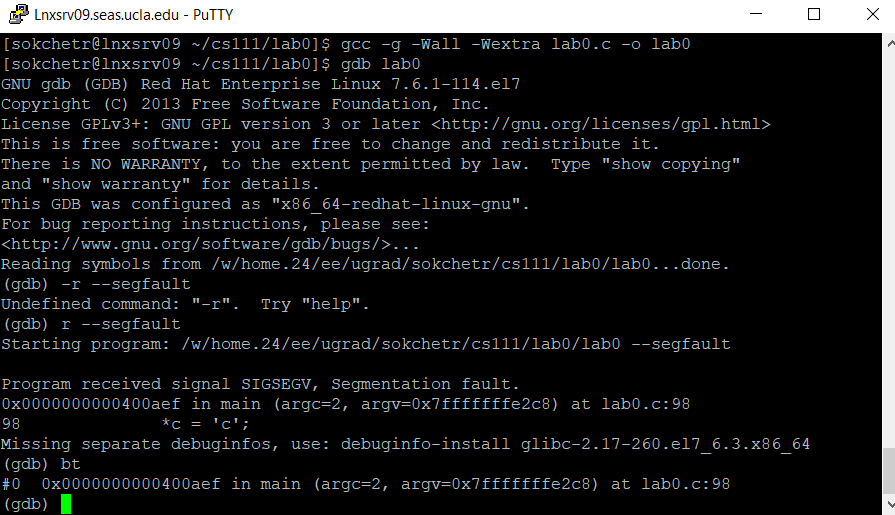 Lnxsrv09.seas.ucla.edu - PuTTY
[sokchetr@lnxsrv09 ~/cs111/lab0]$ gcc -g -Wall -Wextra lab0.c -o lab0
[sokchetr@lnxsrv09 ~/cs111/lab0]$ gdb lab0
GNU gdb (GDB) Red Hat Enterprise Linux 7.6.1-114.el7
Copyright (C) 2013 Free Software Foundation, Inc.
License GPLv3+: GNU GPL version 3 or later <http://gnu.org/licenses/gpl.html>
This is free software: you are free to change and redistribute it.
There is NO WARRANTY, to the extent permitted by law.  Type "show copying"
and "show warranty" for details.
This GDB was configured as "x86_64-redhat-linux-gnu".
For bug reporting instructions, please see:
<http://www.gnu.org/software/gdb/bugs/>...
Reading symbols from /w/home.24/ee/ugrad/sokchetr/cs111/lab0/lab0...done.
(gdb) -r --segfault
Undefined command: "-r".  Try "help".
(gdb) r --segfault
Starting program: /w/home.24/ee/ugrad/sokchetr/cs111/lab0/lab0 --segfault
Program received signal SIGSEGV, Segmentation fault.
0x0000000000400aef in main (argc=2, argv=0x7fffffffe2c8) at lab0.c:98
98              *c = 'c';
Missing separate debuginfos, use: debuginfo-install glibc-2.17-260.el7_6.3.x86_64
(gdb) bt
#0  0x0000000000400aef in main (argc=2, argv=0x7fffffffe2c8) at lab0.c:98
(gdb)